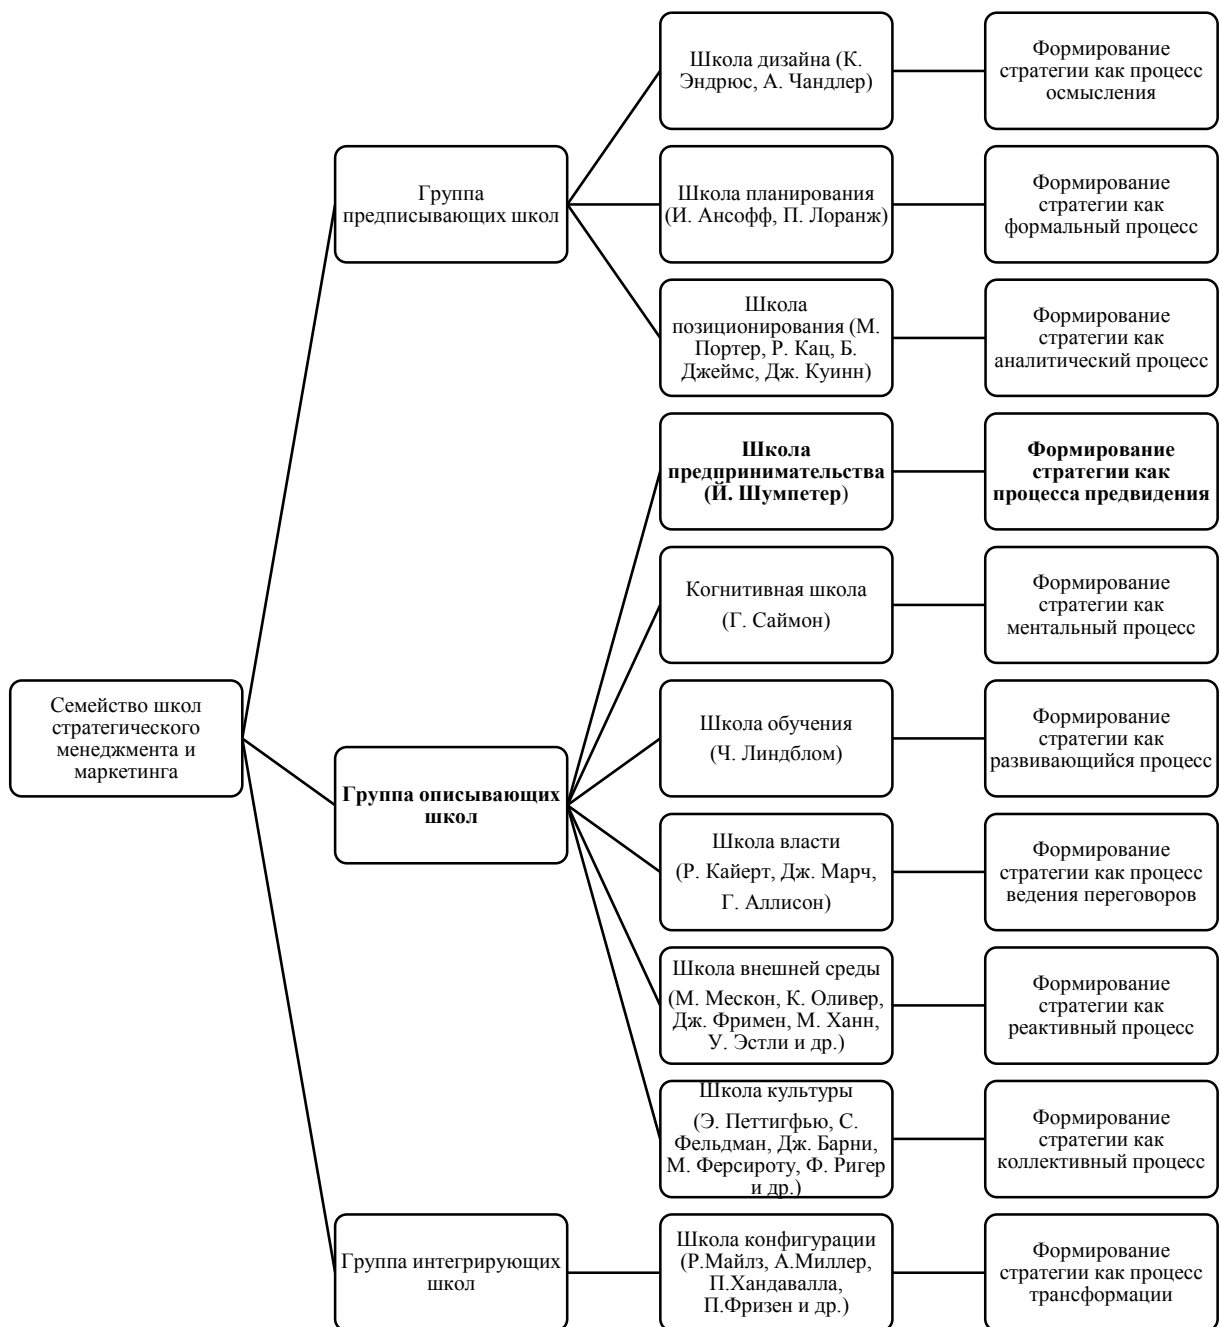 Школа дизайна (К.
Эндрюс, А. Чандлер)
Формирование
стратегии как процесс
осмысления
Группа
предписывающих школ
Школа планирования
(И. Ансофф, П. Лоранж)
Формирование
стратегии как
формальный процесс
Школа
позиционирования (М.
Портер, Р. Кац, Б.
Джеймс, Дж. Куинн)
Формирование
стратегии как
аналитический процесс
Школа
предпринимательства
(Й. Шумпетер)
Формирование
стратегии как
процесса предвидения
Когнитивная школа
(Г. Саймон)
Формирование
стратегии как
ментальный процесс
Семейство школ
стратегического
менеджмента и
маркетинга
Группа описывающих
школ
Школа обучения
(Ч. Линдблом)
Формирование
стратегии как
развивающийся процесс
Школа власти
(Р. Кайерт, Дж. Марч,
Г. Аллисон)
Формирование
стратегии как процесс
ведения переговоров
Школа внешней среды
(М. Мескон, К. Оливер,
Дж. Фримен, М. Ханн,
У. Эстли и др.)
Формирование
стратегии как
реактивный процесс
Школа культуры
(Э. Петтигфью, С.
Фельдман, Дж. Барни,
М. Ферсироту, Ф. Ригер
и др.)
Формирование
стратегии как
коллективный процесс
Группа интегрирующих
школ
Школа конфигурации
(Р.Майлз, А.Миллер,
П.Хандавалла,
П.Фризен и др.)
Формирование
стратегии как процесс
трансформации